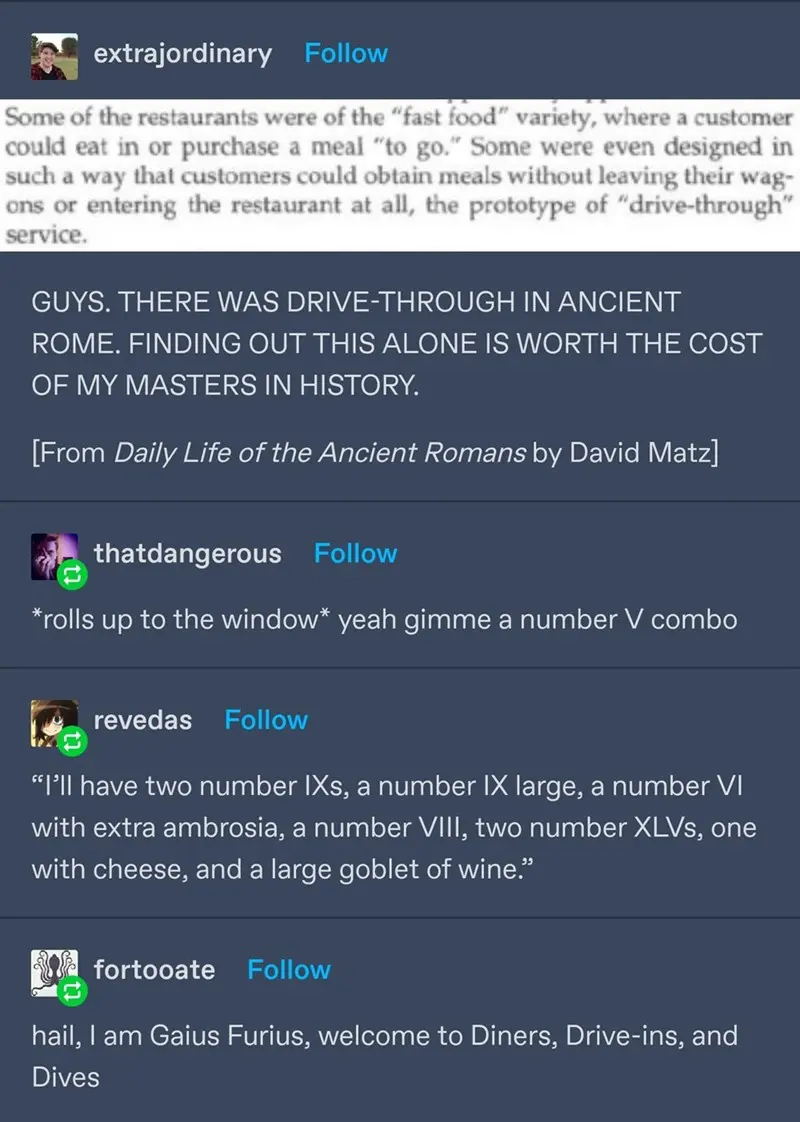 extrajordinary Follow
Some of the restaurants were of the “fast food” variety, where a customer
could eat in or purchase a meal “to go.” Some were even designed in
such a way that customers could obtain meals without leaving their wag-
ons or entering the restaurant at all, the prototype of “drive-through”
service.
GUYS. THERE WAS DRIVE-THROUGH IN ANCIENT
ROME. FINDING OUT THIS ALONE IS WORTH THE COST
OF MY MASTERS IN HISTORY.
[From Daily Life of the Ancient Romans by David Matz]
thatdangerous Follow
*rolls up to the window* yeah gimme a number V combo
revedas Follow
“I’ll have two number IXs, a number IX large, a number VI
with extra ambrosia, a number VIII, two number XLVs, one
with cheese, and a large goblet of wine.”
fortooate Follow
hail, I am Gaius Furius, welcome to Diners, Drive-ins, and
Dives